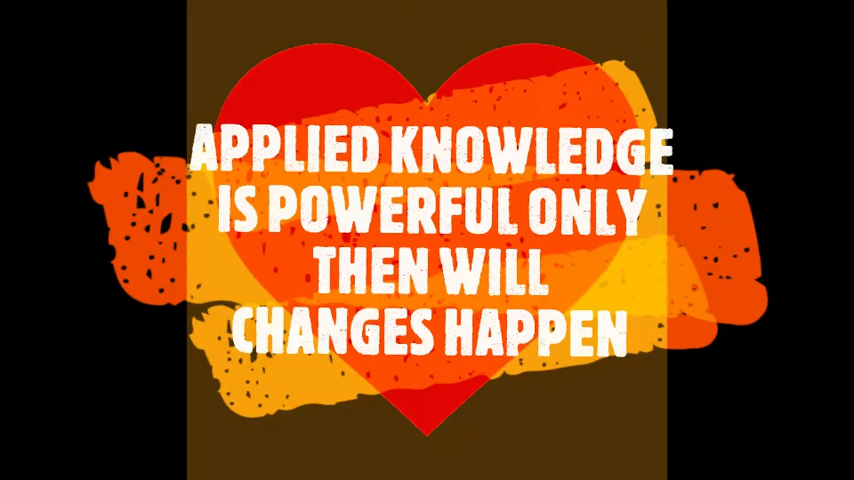 APPLIED KNOWLEDGE
IS POWERFUL ONLY
THEN WILL
CHANGES HAPPEN